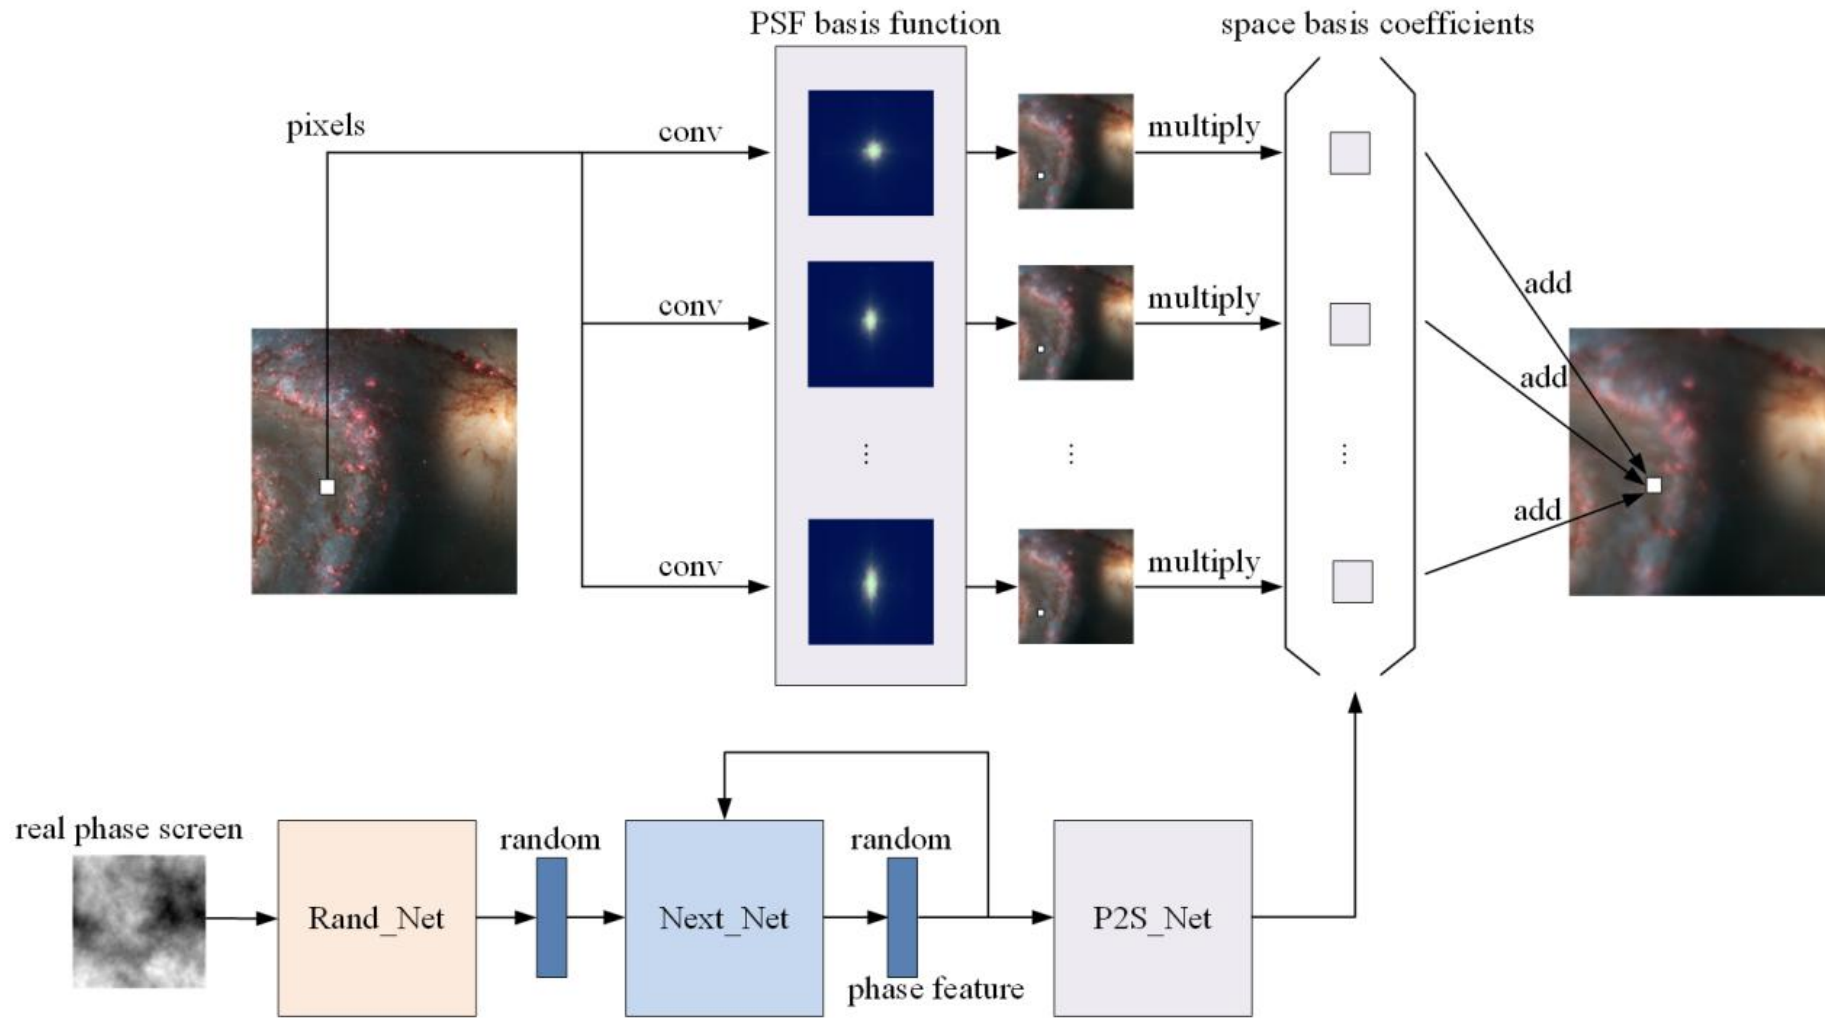 PSF basis function
space basis coefficients
pixels
conv
multiply
conv
multiply
add
add
⋮
⋮
⋮
add
conv
multiply
real phase screen
random
random
Rand_Net
Next_Net
P2S_Net
phase feature